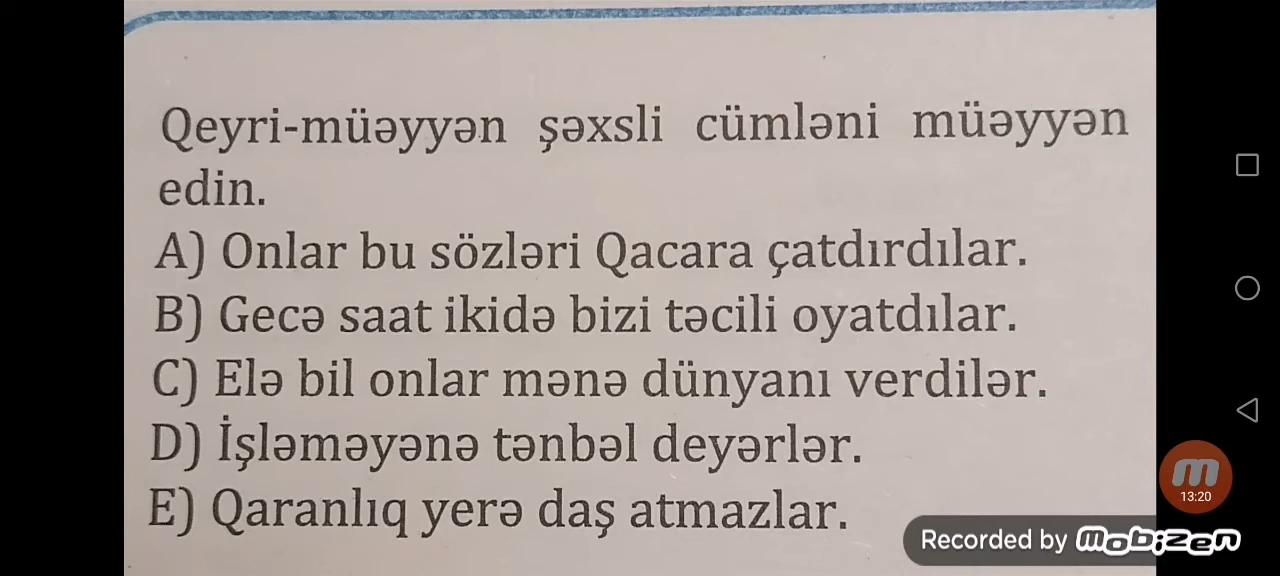 Qeyri-müəyyən şəxsli cümləni müəyyən
edin.
A) Onlar bu sözləri Qacara çatdırdılar.
B) Gecə saat ikidə bizi təcili oyatdılar.
C) Elə bil onlar mənə dünyanı verdilər.
D) İşləməyənə tənbəl deyərlər.
E) Qaranlıq yerə daş atmazlar.
m
13:20
Recorded by Mobizen